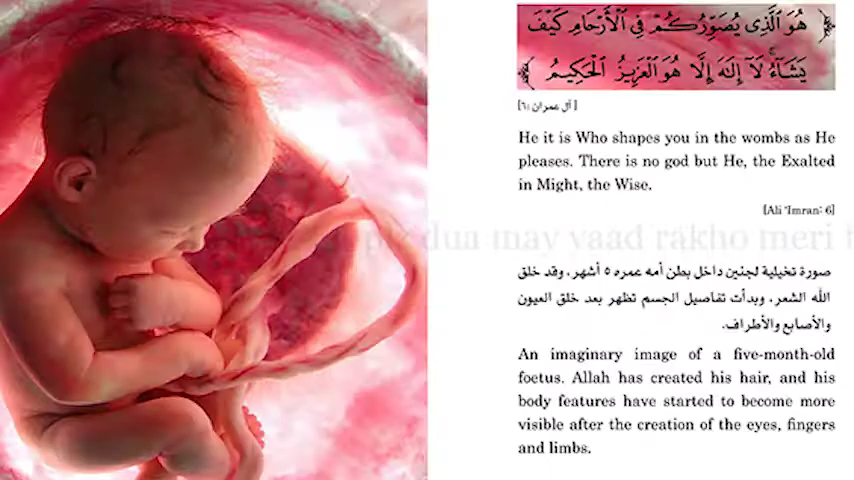 ﴿ هُوَ الَّذِى يُصَوِّرُكُمْ فِى الْأَرْحَامِ كَيْفَ
يَشَآءُ ۚ لَآ إِلَٰهَ إِلَّا هُوَ الْعَزِيزُ الْحَكِيمُ ﴾
[آل عمران :٦]
He it is Who shapes you in the wombs as He
pleases. There is no god but He, the Exalted
in Might, the Wise.
[Ali 'Imran: 6]
dua may yaad rakho meri
صورة تخيلية لجنين داخل بطن أمه عمره ٥ أشهر، وقد خلق
الله الشعر، وبدأت تفاصيل الجسم تظهر بعد خلق العيون
والأصابع والأطراف.
An imaginary image of a five-month-old
foetus. Allah has created his hair, and his
body features have started to become more
visible after the creation of the eyes, fingers
and limbs.